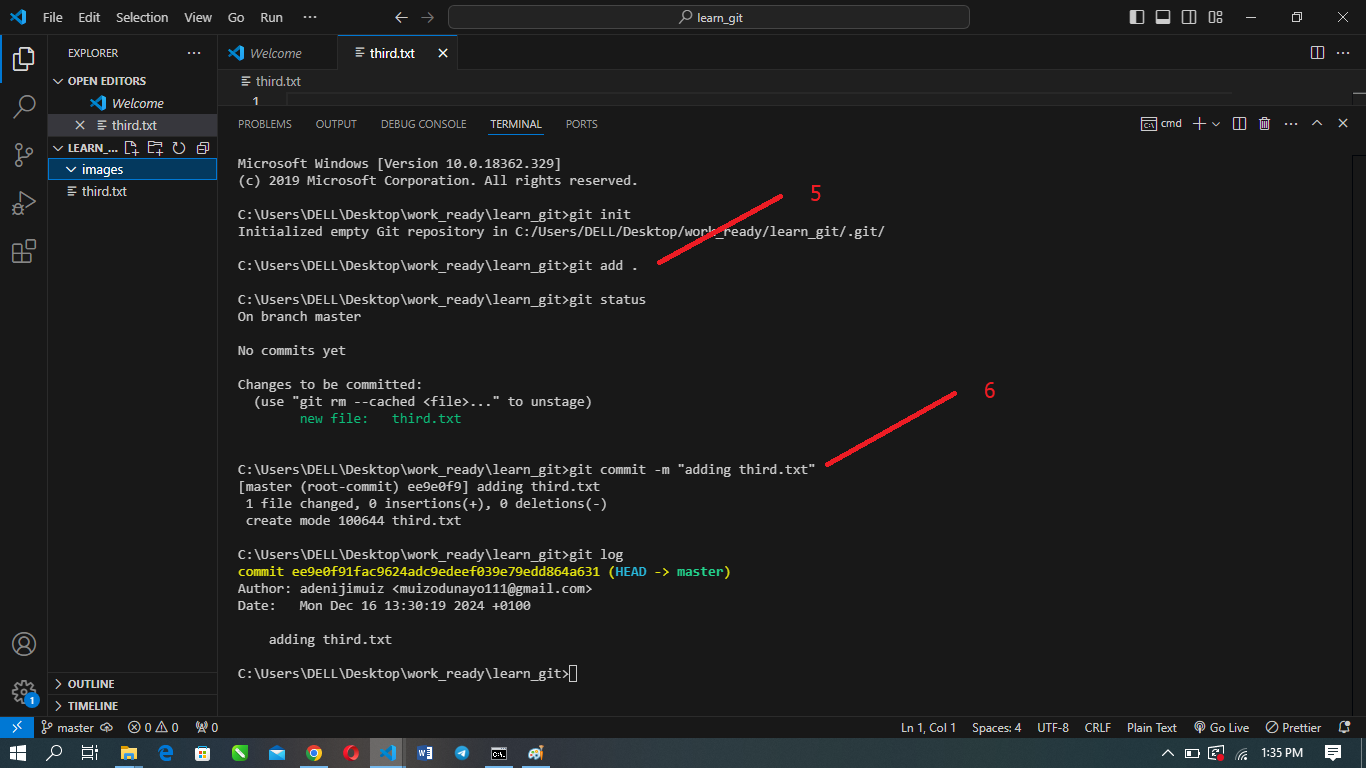 File Edit Selection View Go Run ··· learn_git
EXPLORER ···
OPEN EDITORS
Welcome
third.txt
LEARN_...
images
third.txt
OUTLINE
TIMELINE
Welcome third.txt
third.txt
1
PROBLEMS OUTPUT DEBUG CONSOLE TERMINAL PORTS cmd
Microsoft Windows [Version 10.0.18362.329]
(c) 2019 Microsoft Corporation. All rights reserved.
5
C:\Users\DELL\Desktop\work_ready\learn_git>git init
Initialized empty Git repository in C:/Users/DELL/Desktop/work_ready/learn_git/.git/
C:\Users\DELL\Desktop\work_ready\learn_git>git add .
C:\Users\DELL\Desktop\work_ready\learn_git>git status
On branch master
No commits yet
Changes to be committed:
(use "git rm --cached <file>..." to unstage)
6
new file: third.txt
C:\Users\DELL\Desktop\work_ready\learn_git>git commit -m "adding third.txt"
[master (root-commit) ee9e0f9] adding third.txt
1 file changed, 0 insertions(+), 0 deletions(-)
create mode 100644 third.txt
C:\Users\DELL\Desktop\work_ready\learn_git>git log
commit ee9e0f91fac9624adc9edeef039e79edd864a631 (HEAD -> master)
Author: adenijimuiz <muizodunayo111@gmail.com>
Date: Mon Dec 16 13:30:19 2024 +0100
adding third.txt
C:\Users\DELL\Desktop\work_ready\learn_git>
1
master 0 0 0 Ln 1, Col 1 Spaces: 4 UTF-8 CRLF Plain Text Go Live Prettier
1:35 PM